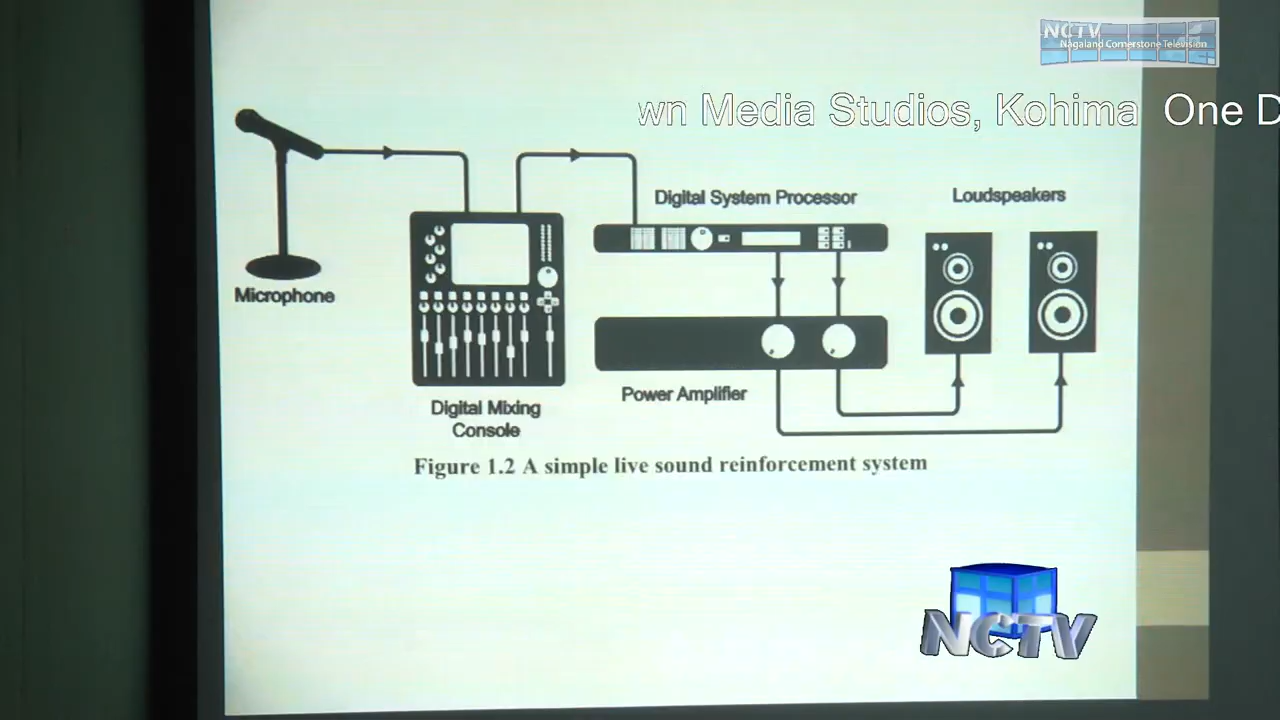 NCTV
Nagaland Cornerstone Television
wn Media Studios, Kohima One D
Digital System Processor
Loudspeakers
Microphone
Power Amplifier
Digital Mixing
Console
Figure 1.2 A simple live sound reinforcement system
NCTV